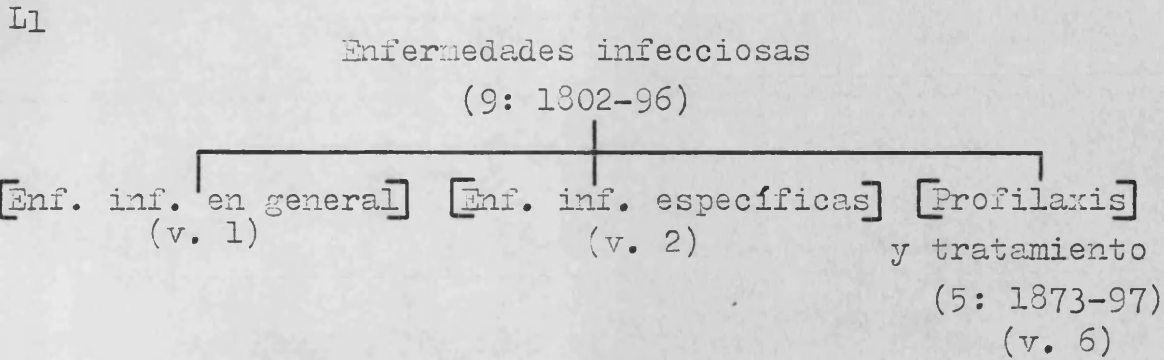 L1
Enfermedades infecciosas
(9: 1802-96)
[Enf. inf. en general] [Enf. inf. específicas] [Profilaxis]
(v. 1) (v. 2) y tratamiento
(5: 1873-97)
(v. 6)